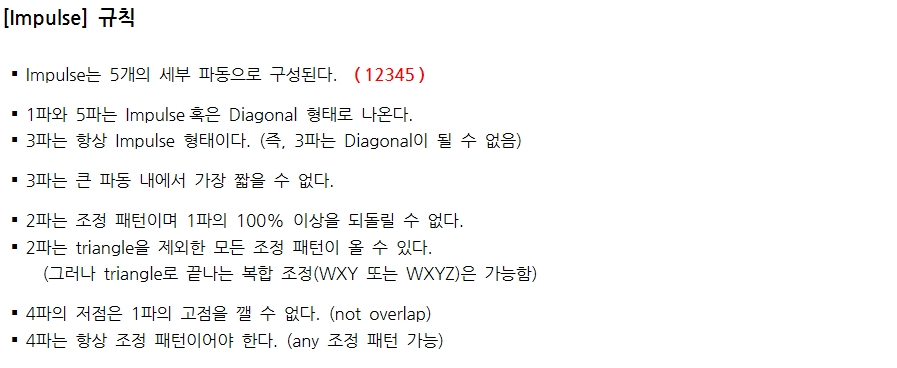 [Impulse] 규칙
▪ Impulse는 5개의 세부 파동으로 구성된다. ( 12345 )
▪ 1파와 5파는 Impulse 혹은 Diagonal 형태로 나온다.
▪ 3파는 항상 Impulse 형태이다. (즉, 3파는 Diagonal이 될 수 없음)
▪ 3파는 큰 파동 내에서 가장 짧을 수 없다.
▪ 2파는 조정 패턴이며 1파의 100% 이상을 되돌릴 수 없다.
▪ 2파는 triangle을 제외한 모든 조정 패턴이 올 수 있다.
(그러나 triangle로 끝나는 복합 조정(WXY 또는 WXYZ)은 가능함)
▪ 4파의 저점은 1파의 고점을 깰 수 없다. (not overlap)
▪ 4파는 항상 조정 패턴이어야 한다. (any 조정 패턴 가능)